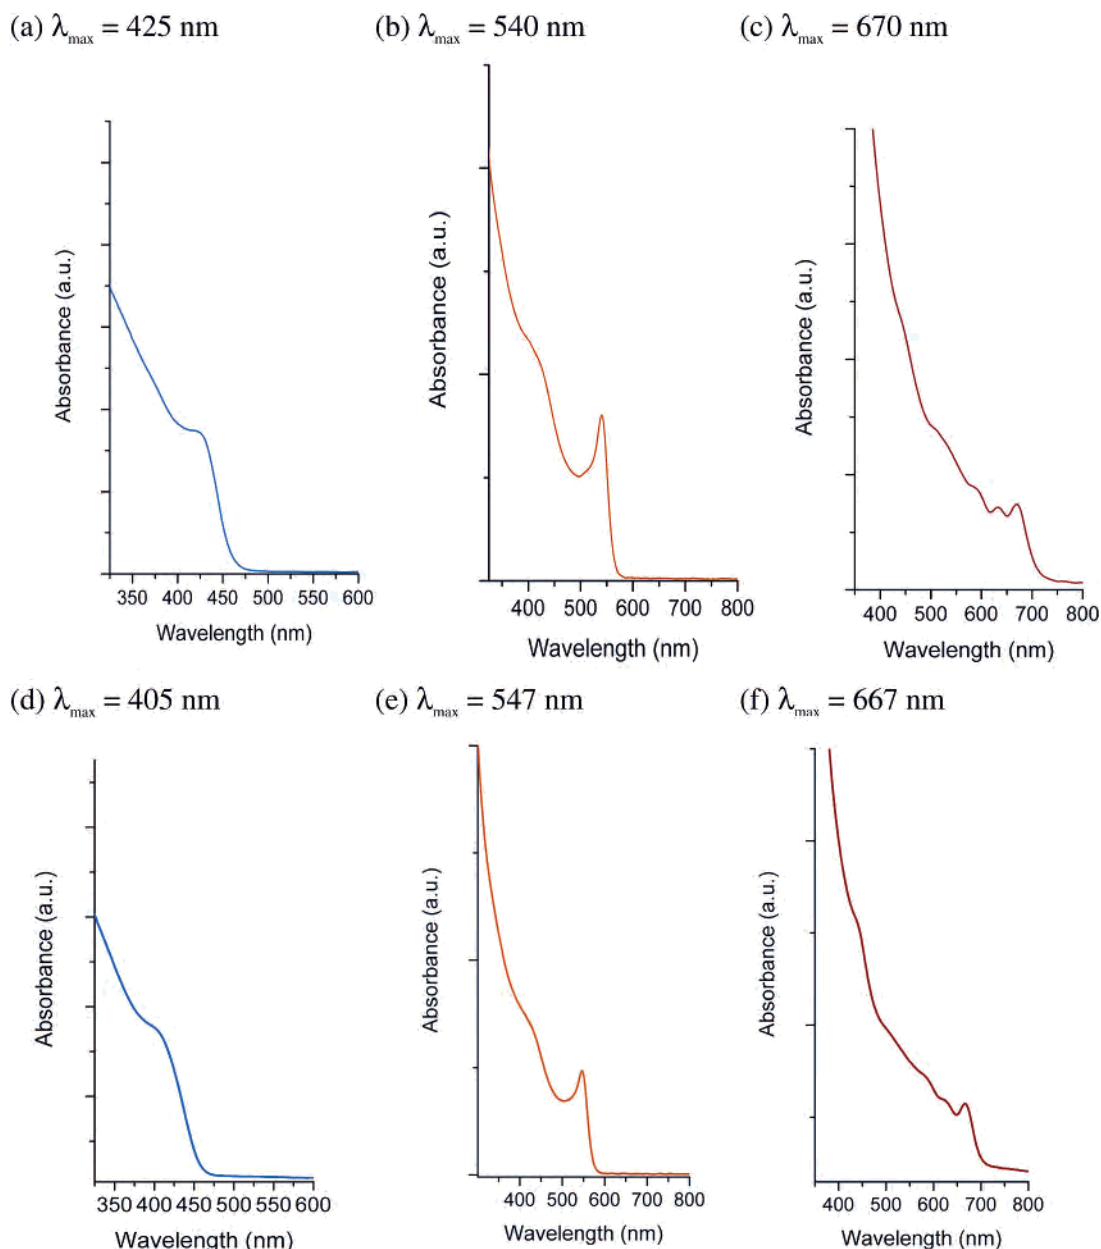 (a) λmax = 425 nm
(b) λmax = 540 nm
(c) λmax = 670 nm
Absorbance (a.u.)
350 400 450 500 550 600
Wavelength (nm)
Absorbance (a.u.)
400 500 600 700 800
Wavelength (nm)
Absorbance (a.u.)
400 500 600 700 800
Wavelength (nm)
(d) λmax = 405 nm
(e) λmax = 547 nm
(f) λmax = 667 nm
Absorbance (a.u.)
350 400 450 500 550 600
Wavelength (nm)
Absorbance (a.u.)
400 500 600 700 800
Wavelength (nm)
Absorbance (a.u.)
400 500 600 700 800
Wavelength (nm)